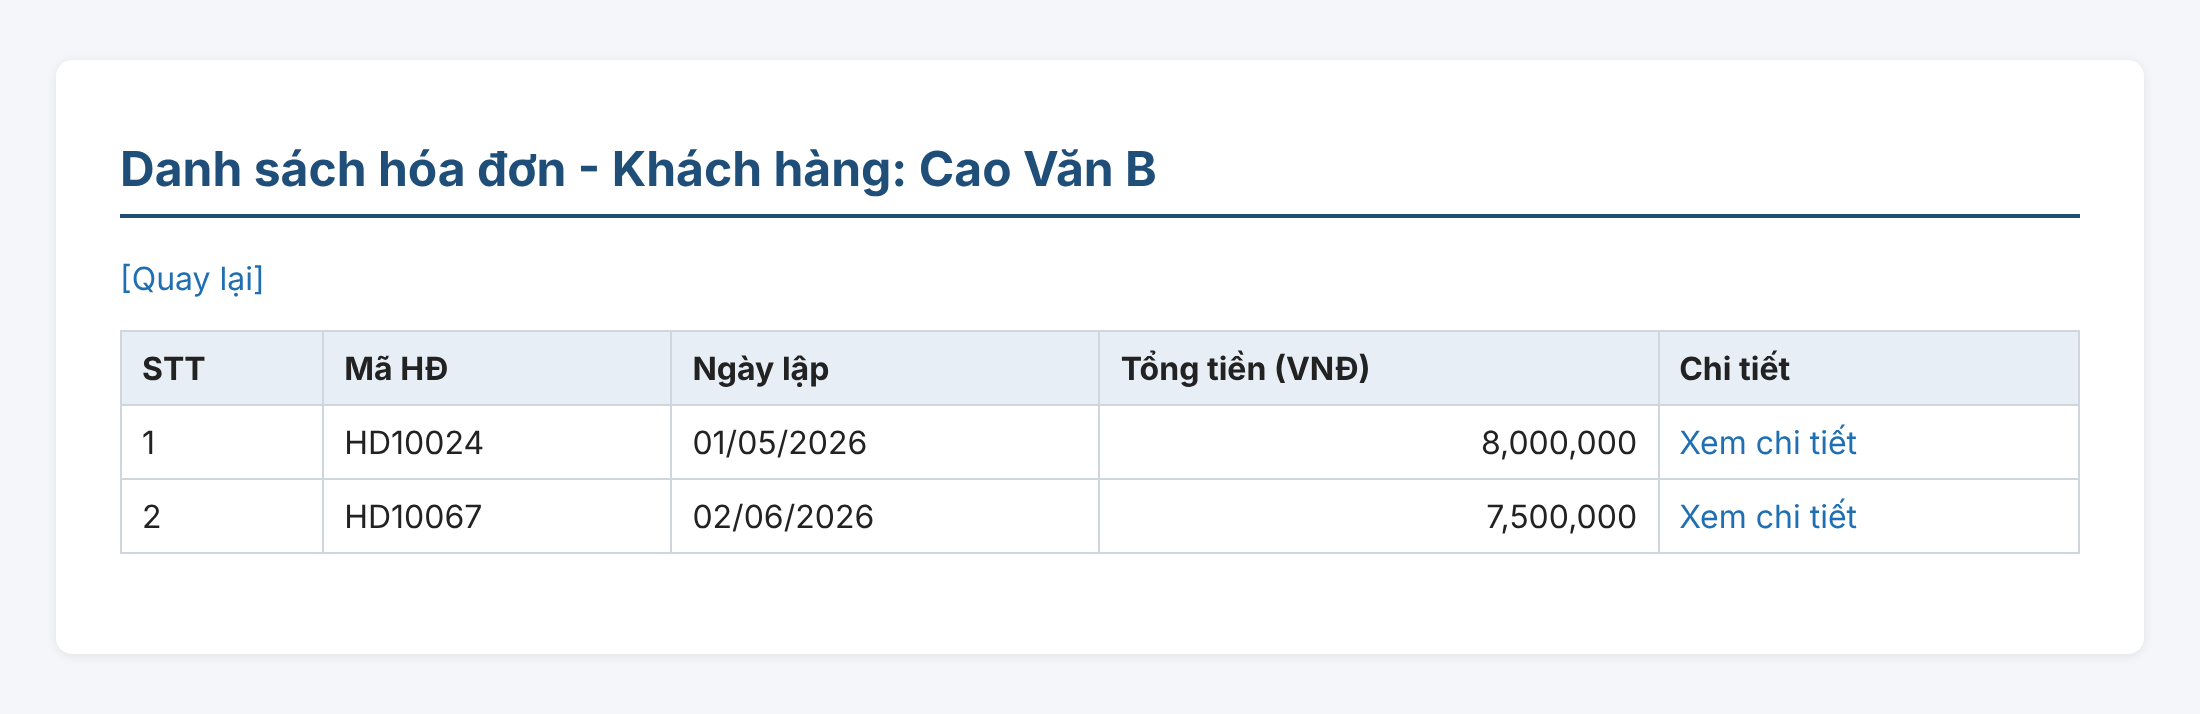 Danh sách hóa đơn - Khách hàng: Cao Văn B
[Quay lại]
STT Mã HĐ Ngày lập Tổng tiền (VNĐ) Chi tiết
1 HD10024 01/05/2026 8,000,000 Xem chi tiết
2 HD10067 02/06/2026 7,500,000 Xem chi tiết